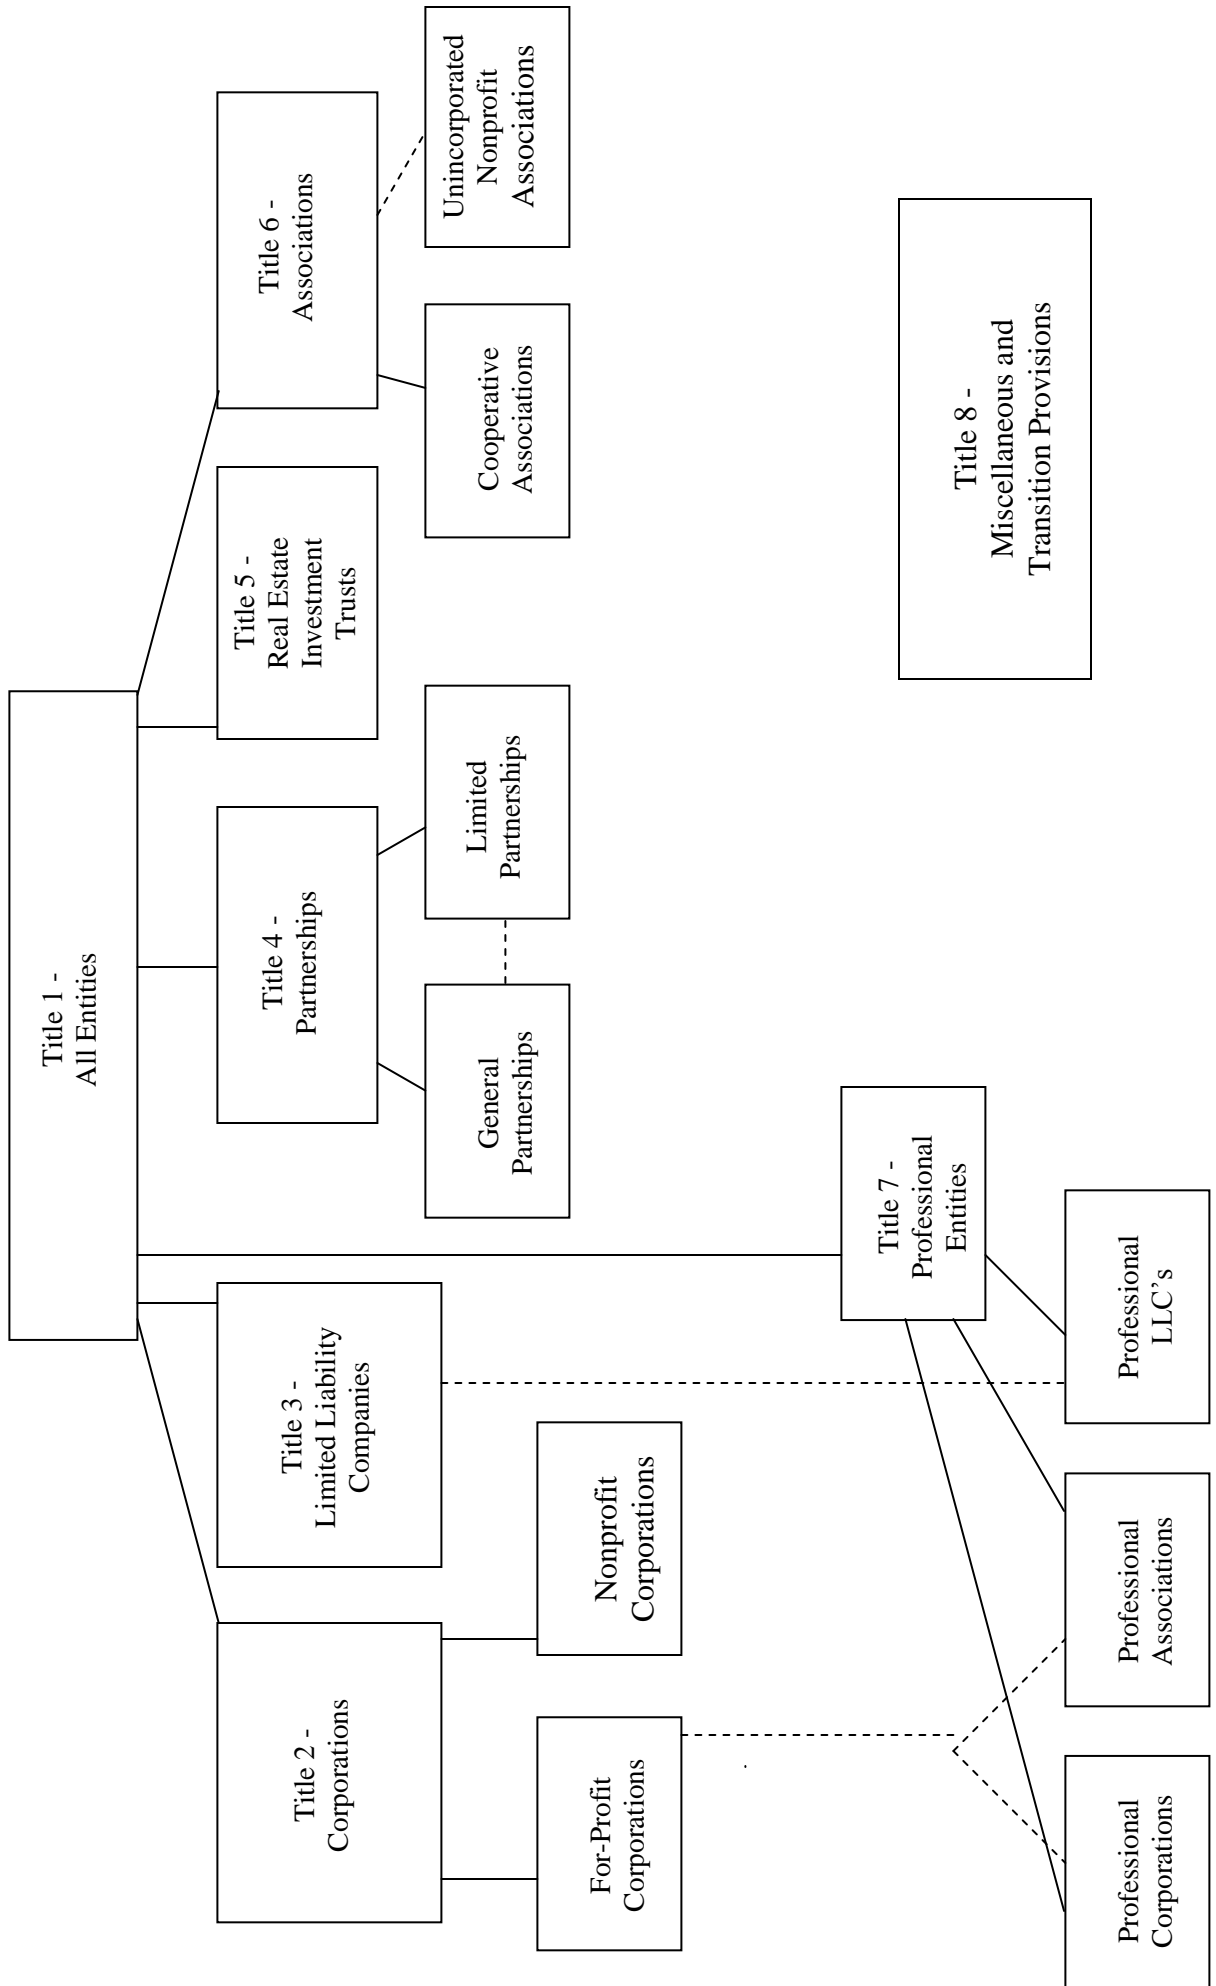 Title 1 -
All Entities
Title 2 -
Corporations
Title 3 -
Limited Liability
Companies
Title 4 -
Partnerships
Title 5 -
Real Estate
Investment
Trusts
Title 6 -
Associations
General
Partnerships
Limited
Partnerships
Cooperative
Associations
Unincorporated
Nonprofit
Associations
For-Profit
Corporations
Nonprofit
Corporations
Title 7 -
Professional
Entities
Title 8 -
Miscellaneous and
Transition Provisions
Professional
Corporations
Professional
Associations
Professional
LLC’s